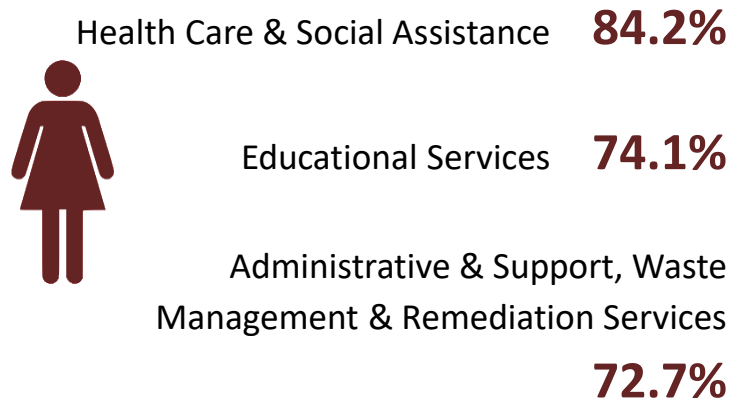 Health Care & Social Assistance 84.2%
Educational Services 74.1%
Administrative & Support, Waste
Management & Remediation Services
72.7%